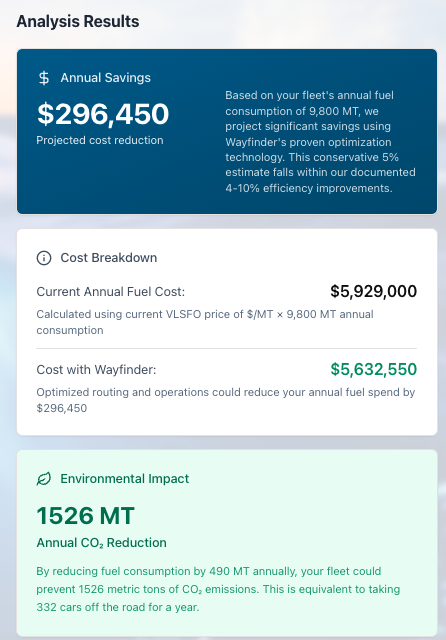 Analysis Results
Annual Savings
$296,450
Projected cost reduction
Based on your fleet's annual fuel
consumption of 9,800 MT, we
project significant savings using
Wayfinder's proven optimization
technology. This conservative 5%
estimate falls within our documented
4-10% efficiency improvements.
Cost Breakdown
Current Annual Fuel Cost:
$5,929,000
Calculated using current VLSFO price of $/MT × 9,800 MT annual
consumption
Cost with Wayfinder:
$5,632,550
Optimized routing and operations could reduce your annual fuel spend by
$296,450
Environmental Impact
1526 MT
Annual CO₂ Reduction
By reducing fuel consumption by 490 MT annually, your fleet could
prevent 1526 metric tons of CO₂ emissions. This is equivalent to taking
332 cars off the road for a year.